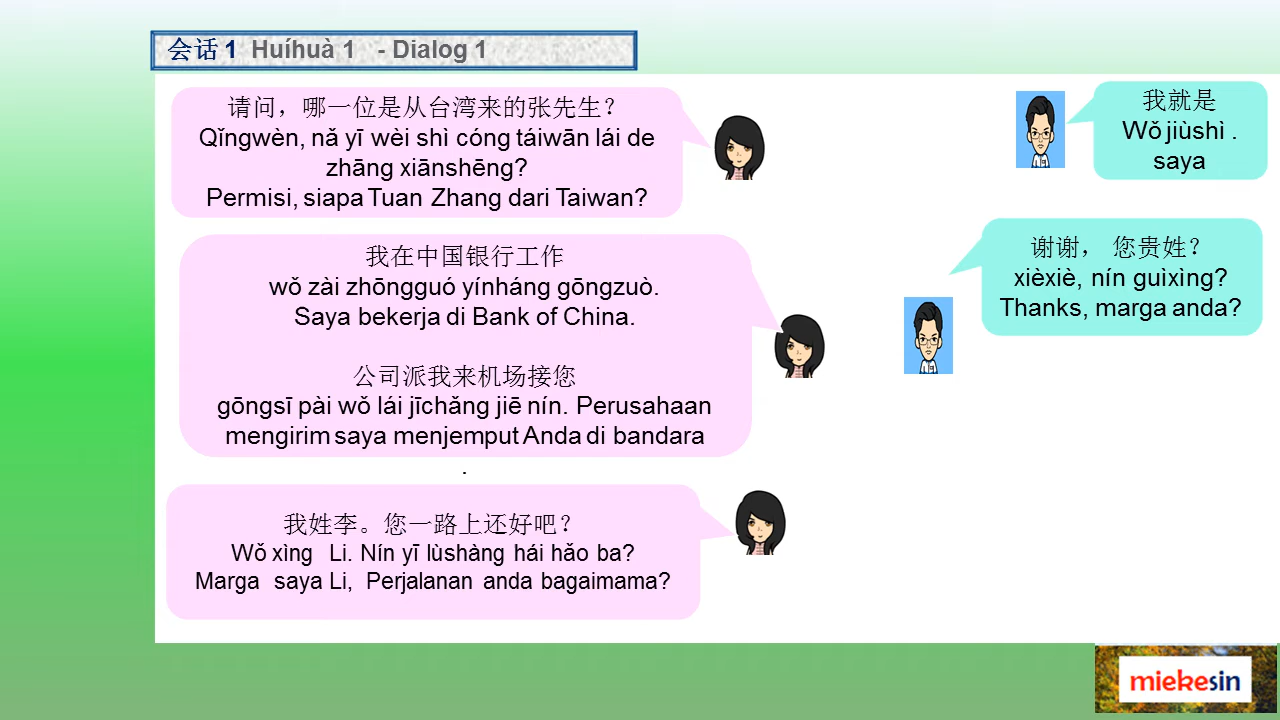 会话 1 Huíhuà 1 - Dialog 1
请问，哪一位是从台湾来的张先生？
Qǐngwèn, nǎ yī wèi shì cóng táiwān lái de
zhāng xiānshēng?
Permisi, siapa Tuan Zhang dari Taiwan?
我就是
Wǒ jiùshì .
saya
我在中国银行工作
wǒ zài zhōngguó yínháng gōngzuò.
Saya bekerja di Bank of China.
公司派我来机场接您
gōngsī pài wǒ lái jīchǎng jiē nín. Perusahaan
mengirim saya menjemput Anda di bandara
.
谢谢， 您贵姓？
xièxiè, nín guìxìng?
Thanks, marga anda?
我姓李。您一路上还好吧？
Wǒ xìng Li. Nín yī lùshàng hái hǎo ba?
Marga saya Li, Perjalanan anda bagaimama?
miekesin